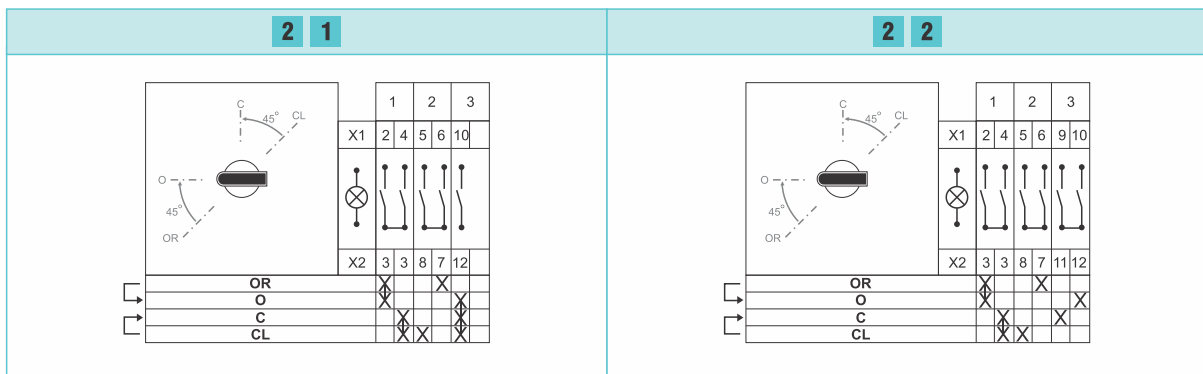 2 1
2 2
1 2 3
C
45°
CL
X1 2 4 5 6 10
O
45°
OR
X2 3 3 8 7 12
OR X X
O X X
C X X
CL X X X
1 2 3
C
45°
CL
X1 2 4 5 6 9 10
O
45°
OR
X2 3 3 8 7 11 12
OR X X
O X X
C X X
CL X X